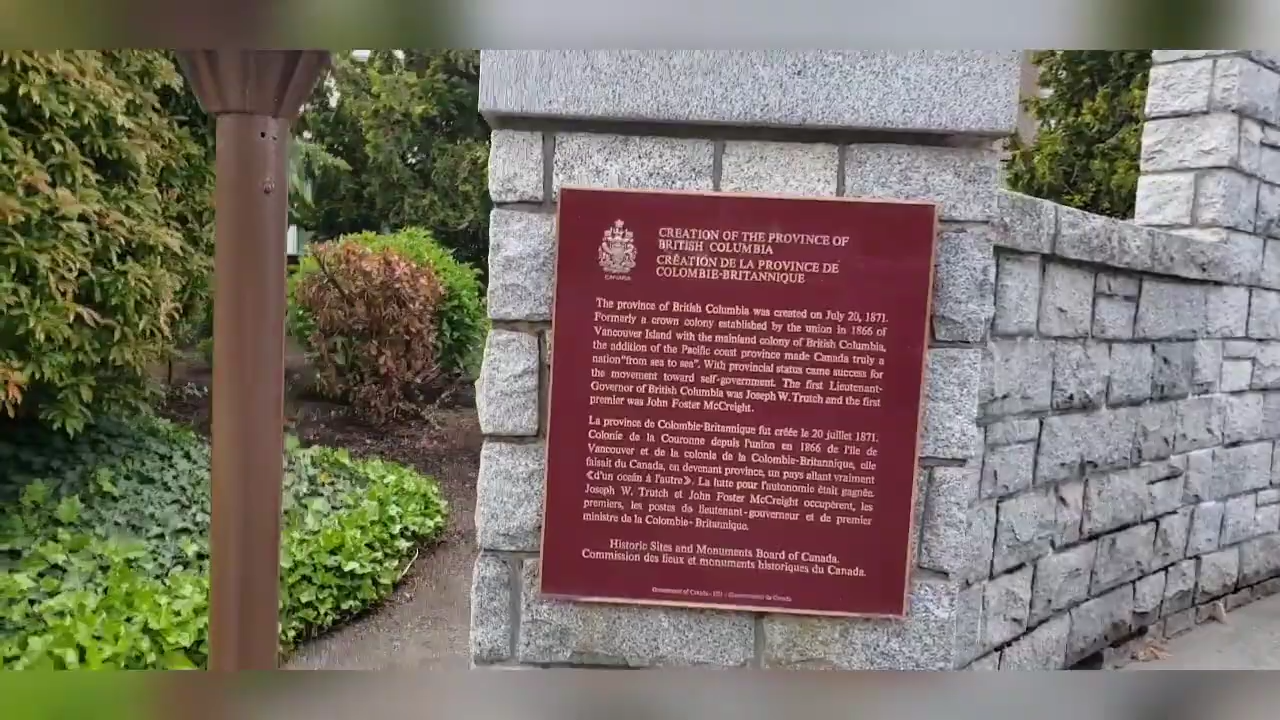 CANADA
CREATION OF THE PROVINCE OF
BRITISH COLUMBIA
CRÉATION DE LA PROVINCE DE
COLOMBIE-BRITANNIQUE
The province of British Columbia was created on July 20, 1871.
Formerly a crown colony established by the union in 1866 of
Vancouver Island with the mainland colony of British Columbia,
the addition of the Pacific coast province made Canada truly a
nation "from sea to sea". With provincial status came success for
the movement toward self-government. The first Lieutenant-
Governor of British Columbia was Joseph W. Trutch and the first
premier was John Foster McCreight.
La province de Colombie-Britannique fut créée le 20 juillet 1871.
Colonie de la Couronne depuis l'union en 1866 de l'île de
Vancouver et de la colonie de la Colombie-Britannique, elle
faisait du Canada, en devenant province, un pays allant vraiment
《d'un océan à l'autre》. La lutte pour l'autonomie était gagnée.
Joseph W. Trutch et John Foster McCreight occupèrent, les
premiers, les postes de lieutenant-gouverneur et de premier
ministre de la Colombie-Britannique.
Historic Sites and Monuments Board of Canada.
Commission des lieux et monuments historiques du Canada.
Government of Canada - Gouvernement du Canada